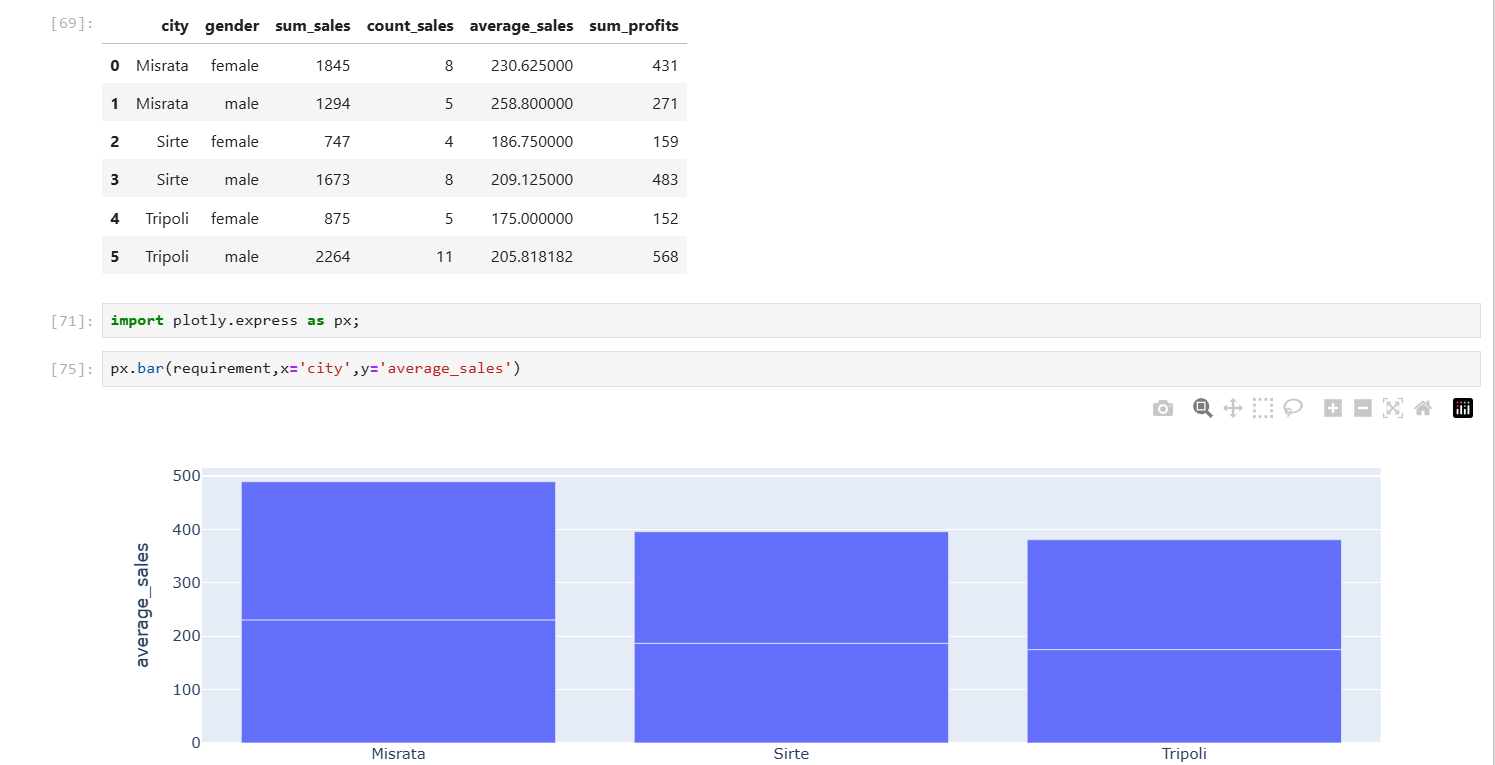 [69]:
city gender sum_sales count_sales average_sales sum_profits
0 Misrata female 1845 8 230.625000 431
1 Misrata male 1294 5 258.800000 271
2 Sirte female 747 4 186.750000 159
3 Sirte male 1673 8 209.125000 483
4 Tripoli female 875 5 175.000000 152
5 Tripoli male 2264 11 205.818182 568
[71]: import plotly.express as px;
[75]: px.bar(requirement,x='city',y='average_sales')
500
400
300
200
100
0
average_sales
Misrata Sirte Tripoli